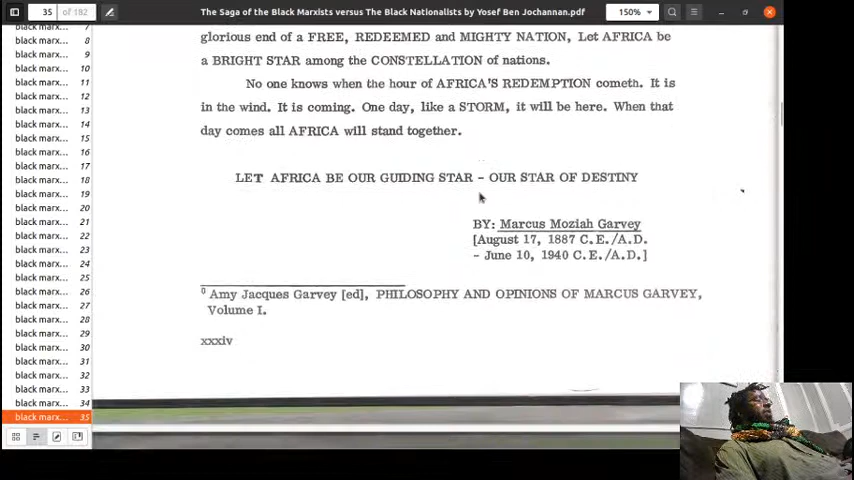 35 of 182
The Saga of the Black Marxists versus The Black Nationalists by Yosef Ben Jochannan.pdf
150%
black marx... 7
black marx... 8
black marx... 9
black marx... 10
black marx... 11
black marx... 12
black marx... 13
black marx... 14
black marx... 15
black marx... 16
black marx... 17
black marx... 18
black marx... 19
black marx... 20
black marx... 21
black marx... 22
black marx... 23
black marx... 24
black marx... 25
black marx... 26
black marx... 27
black marx... 28
black marx... 29
black marx... 30
black marx... 31
black marx... 32
black marx... 33
black marx... 34
black marx... 35
glorious end of a FREE, REDEEMED and MIGHTY NATION, Let AFRICA be
a BRIGHT STAR among the CONSTELLATION of nations.
No one knows when the hour of AFRICA'S REDEMPTION cometh. It is
in the wind. It is coming. One day, like a STORM, it will be here. When that
day comes all AFRICA will stand together.
LET AFRICA BE OUR GUIDING STAR - OUR STAR OF DESTINY
BY: Marcus Moziah Garvey
[August 17, 1887 C.E./A.D.
- June 10, 1940 C.E./A.D.]
0 Amy Jacques Garvey [ed], PHILOSOPHY AND OPINIONS OF MARCUS GARVEY,
Volume I.
xxxiv